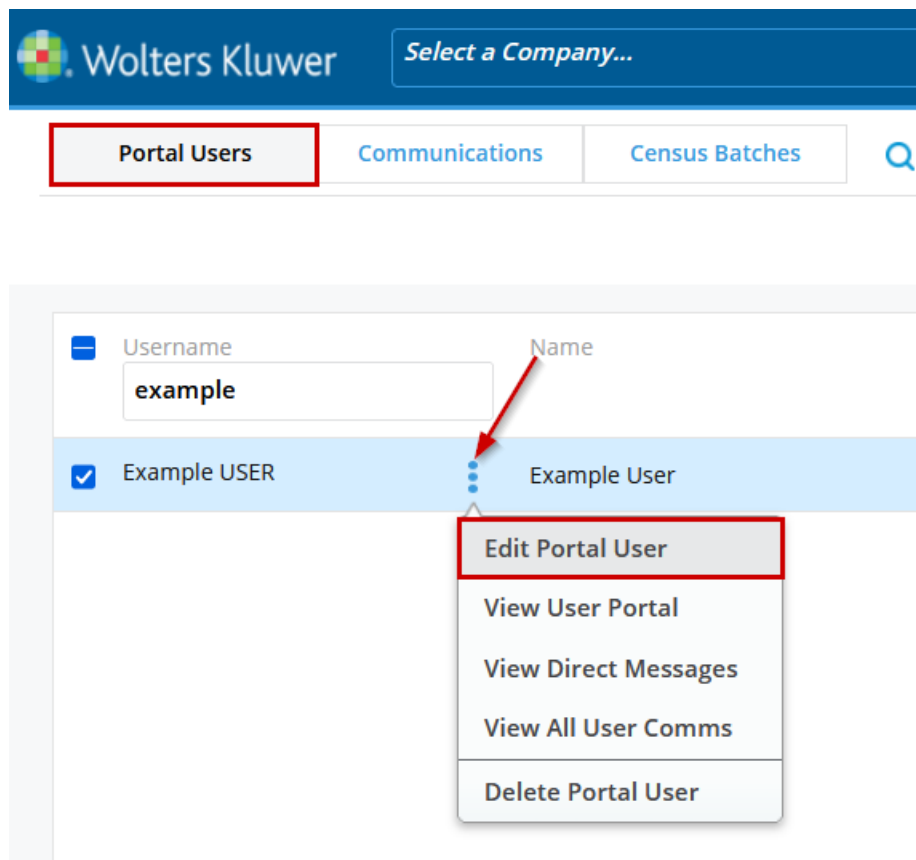 Wolters Kluwer
Select a Company...
Portal Users
Communications
Census Batches
Username
Name
example
Example USER
Example User
Edit Portal User
View User Portal
View Direct Messages
View All User Comms
Delete Portal User